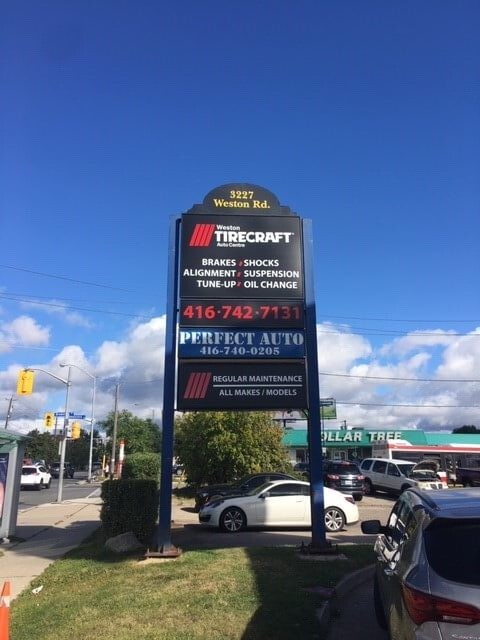 3227
Weston Rd.
Weston
TIRECRAFT
Auto Centre
BRAKES SHOCKS
ALIGNMENT SUSPENSION
TUNE-UP OIL CHANGE
416-742-7131
PERFECT AUTO
416-740-0205
REGULAR MAINTENANCE
ALL MAKES / MODELS
OLLAR TREE